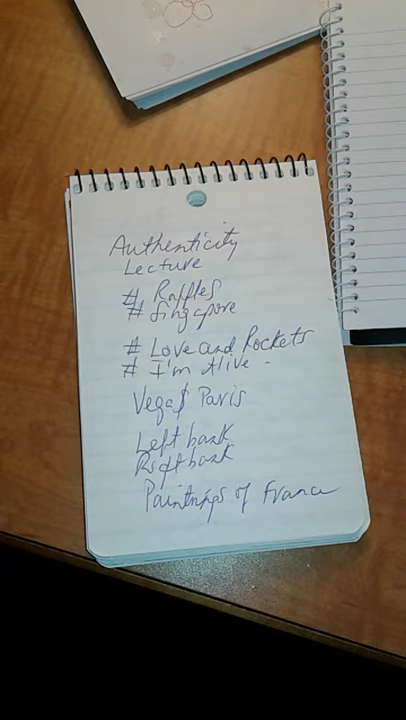 Authenticity
Lecture
# Raffles
# Singapore
# Love and Rockets
# I'm Alive
Vegas Paris
Left bank
Right bank
Paintings of France